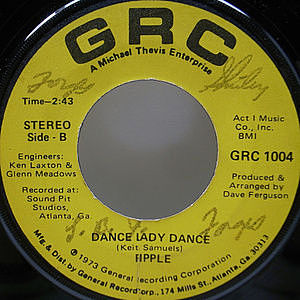 GRC
A Michael Thevis Enterprise
Shirley
Time-2:43
STEREO
Side - B
Act I Music
Co., Inc.
BMI
Engineers:
Ken Laxton &
Glenn Meadows
GRC 1004
Recorded at:
Sound Pit
Studios,
Atlanta, Ga.
Produced &
Arranged by
Dave Ferguson
DANCE LADY DANCE
(Keit Samuels)
RIPPLE
℗ 1973 General Recording Corporation
Mfg. & Dist. by General Record Corp., 174 Mills St., Atlanta, Ga. 30313